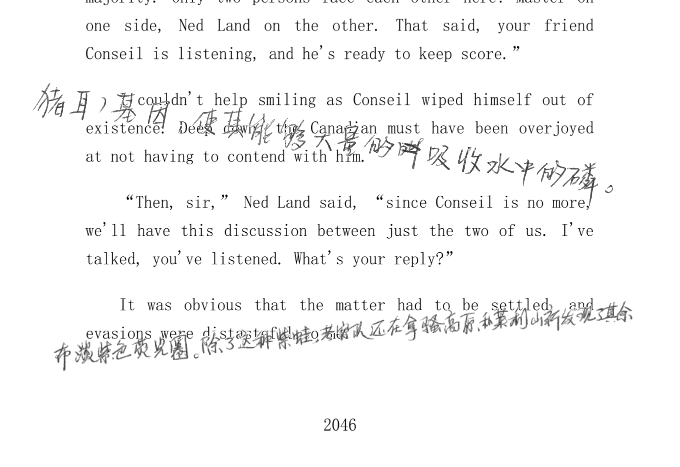 majority. Only two persons face each other here: master on
one side, Ned Land on the other. That said, your friend
Conseil is listening, and he's ready to keep score.”
猪耳）基因，使其能够大量的吸收水中的磷。
I couldn't help smiling as Conseil wiped himself out of
existence. Deep down, the Canadian must have been overjoyed
at not having to contend with him.
“Then, sir,” Ned Land said, “since Conseil is no more,
we'll have this discussion between just the two of us. I've
talked, you've listened. What's your reply?”
It was obvious that the matter had to be settled, and
evasions were distasteful to me.
布满紫色荧光圈。除了这种紫蛙，考察队还在拿骚高原和莱利山新发现了其余
2046